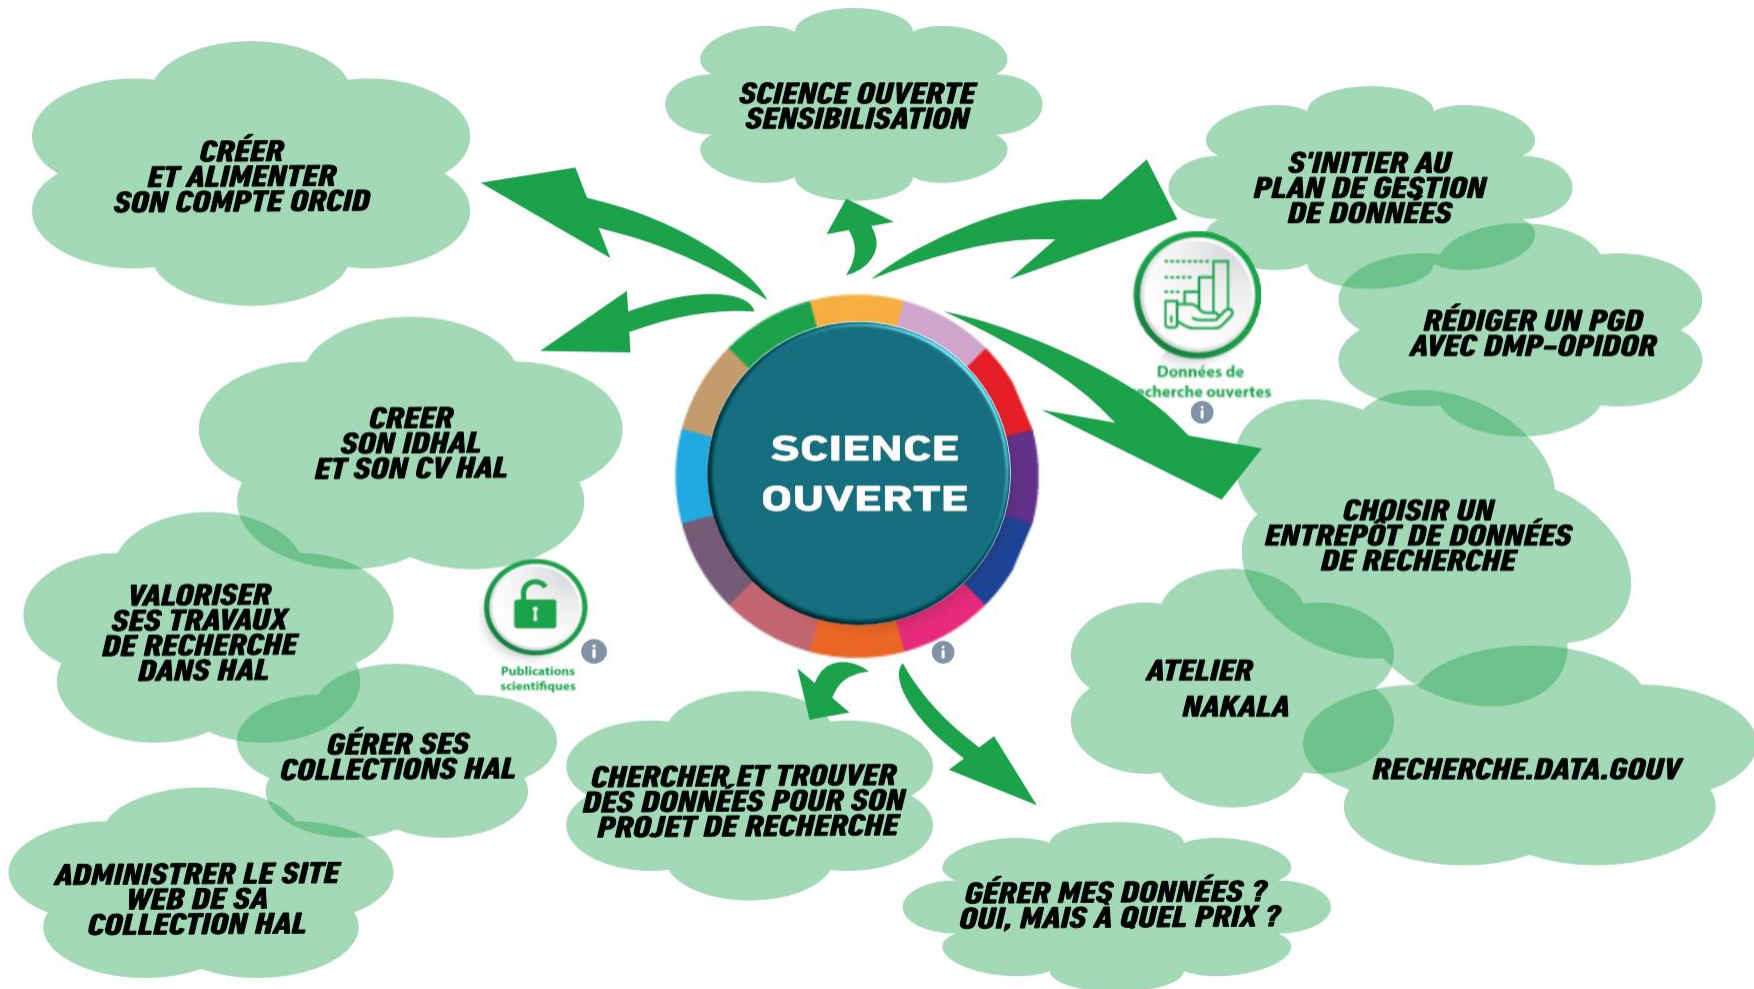 SCIENCE OUVERTE
SENSIBILISATION
CRÉER
ET ALIMENTER
SON COMPTE ORCID
S'INITIER AU
PLAN DE GESTION
DE DONNÉES
RÉDIGER UN PGD
AVEC DMP-OPIDOR
Données de
echerche ouvertes
i
CREER
SON IDHAL
ET SON CV HAL
SCIENCE
OUVERTE
CHOISIR UN
ENTREPÔT DE DONNÉES
DE RECHERCHE
VALORISER
SES TRAVAUX
DE RECHERCHE
DANS HAL
Publications
scientifiques
i
i
ATELIER
NAKALA
GÉRER SES
COLLECTIONS HAL
CHERCHER ET TROUVER
DES DONNÉES POUR SON
PROJET DE RECHERCHE
RECHERCHE.DATA.GOUV
ADMINISTRER LE SITE
WEB DE SA
COLLECTION HAL
GÉRER MES DONNÉES ?
OUI, MAIS À QUEL PRIX ?